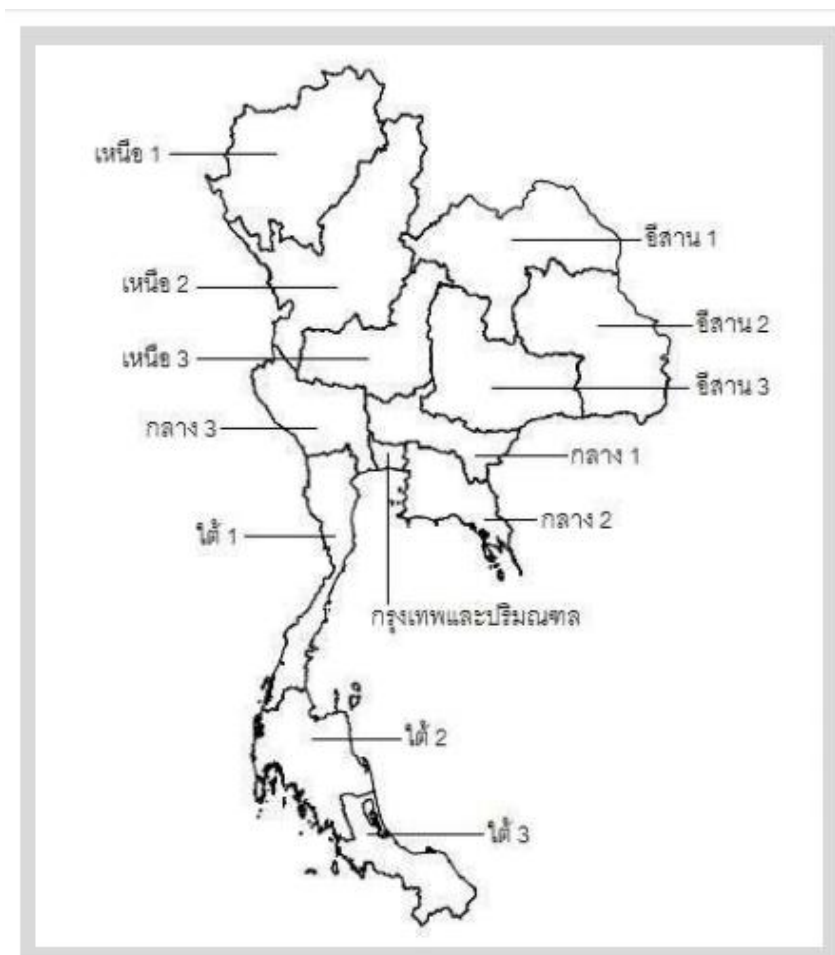 เหนือ 1
อีสาน 1
เหนือ 2
อีสาน 2
เหนือ 3
อีสาน 3
กลาง 3
กลาง 1
กลาง 2
ใต้ 1
กรุงเทพและปริมณฑล
ใต้ 2
ใต้ 3